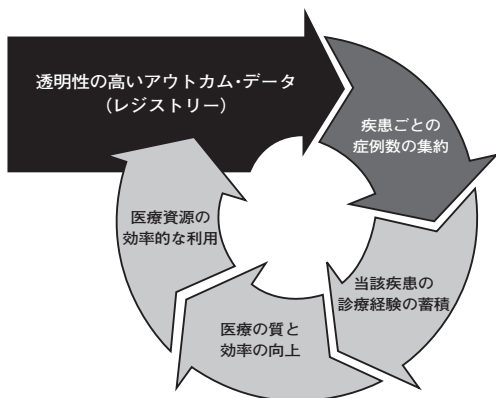 透明性の高いアウトカム・データ
（レジストリー）
疾患ごとの
症例数の集約
当該疾患の
診療経験の蓄積
医療の質と
効率の向上
医療資源の
効率的な利用